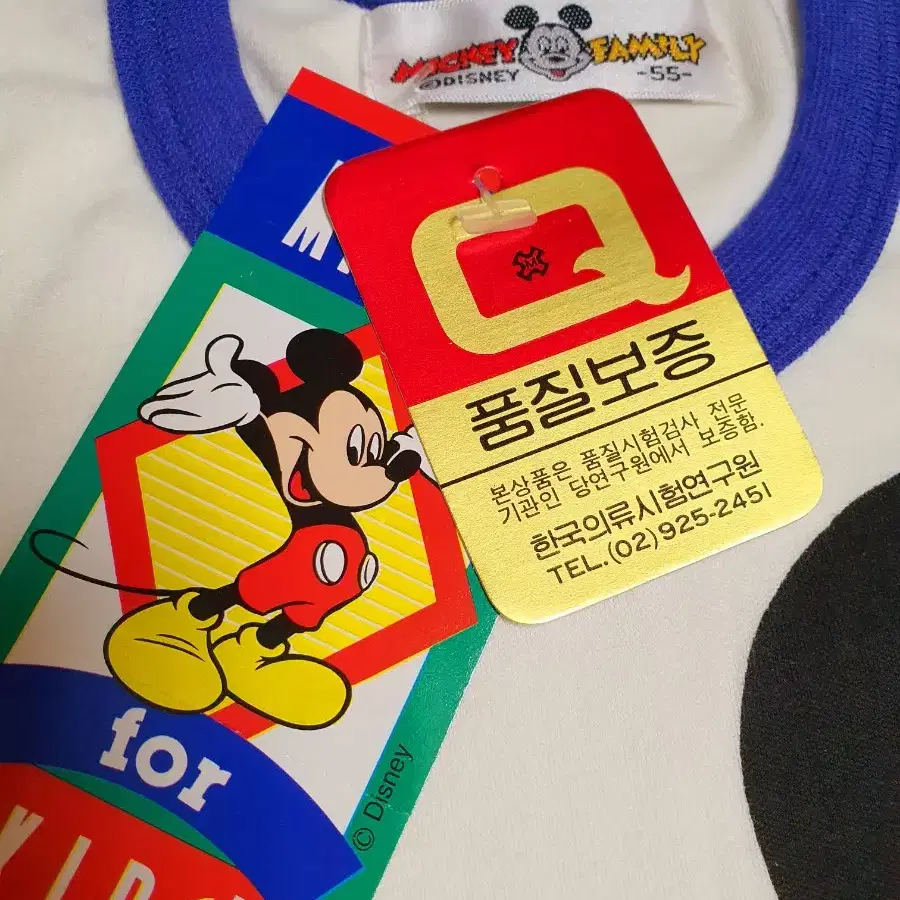 MICKEY FAMILY
©DISNEY
-55-
품질보증
본상품은 품질시험검사 전문
기관인 당연구원에서 보증함.
한국의류시험연구원
TEL.(02)925-2451
for
© Disney